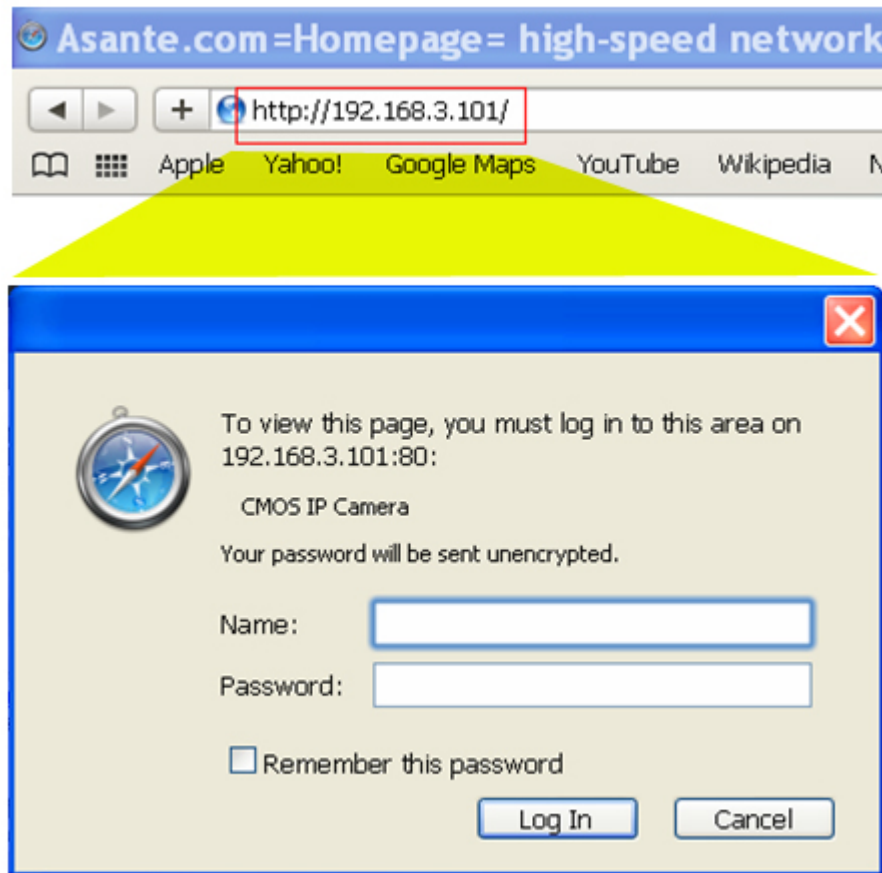 Asante.com=Homepage= high-speed network
http://192.168.3.101/
Apple Yahoo! Google Maps YouTube Wikipedia N
To view this page, you must log in to this area on
192.168.3.101:80:
CMOS IP Camera
Your password will be sent unencrypted.
Name:
Password:
Remember this password
Log In Cancel